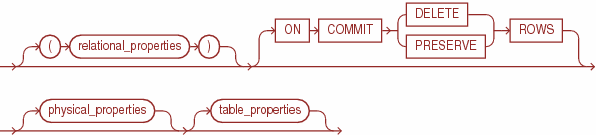 ( relational_properties ) ON COMMIT DELETE ROWS
PRESERVE
physical_properties table_properties